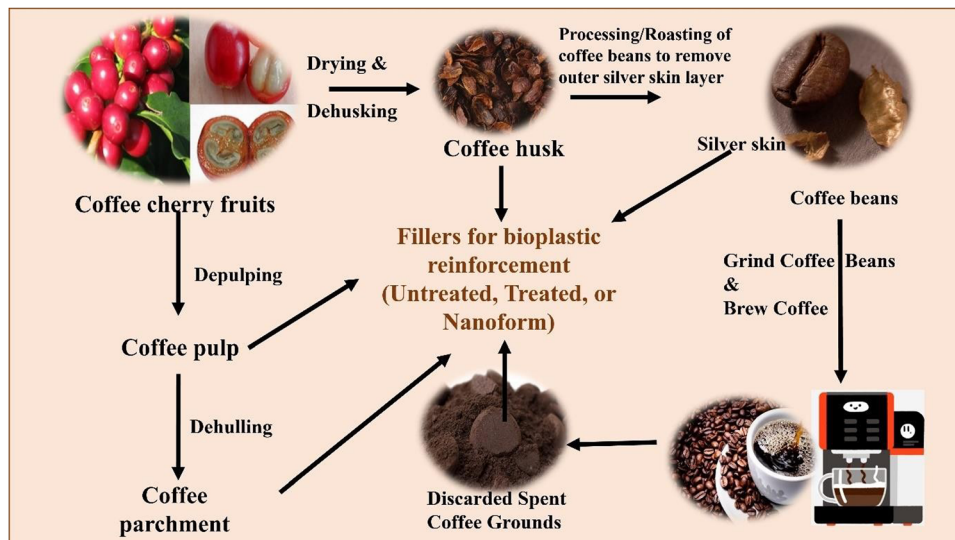 Drying &
Dehusking
Processing/Roasting of
coffee beans to remove
outer silver skin layer
Coffee husk
Silver skin
Coffee cherry fruits
Coffee beans
Fillers for bioplastic
reinforcement
(Untreated, Treated, or
Nanoform)
Depulping
Grind Coffee Beans
&
Brew Coffee
Coffee pulp
Dehulling
Coffee
parchment
Discarded Spent
Coffee Grounds